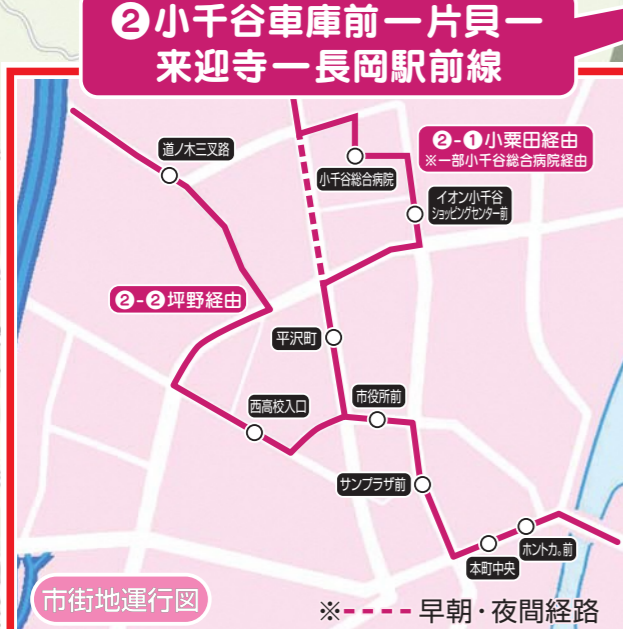 ❷小千谷車庫前ー片貝ー
来迎寺ー長岡駅前線
道ノ木三叉路
❷-❶小粟田経由
※一部小千谷総合病院経由
小千谷総合病院
イオン小千谷
ショッピングセンター前
❷-❷坪野経由
平沢町
西高校入口
市役所前
サンプラザ前
本町中央
ホントカ。前
市街地運行図
※---- 早朝・夜間経路